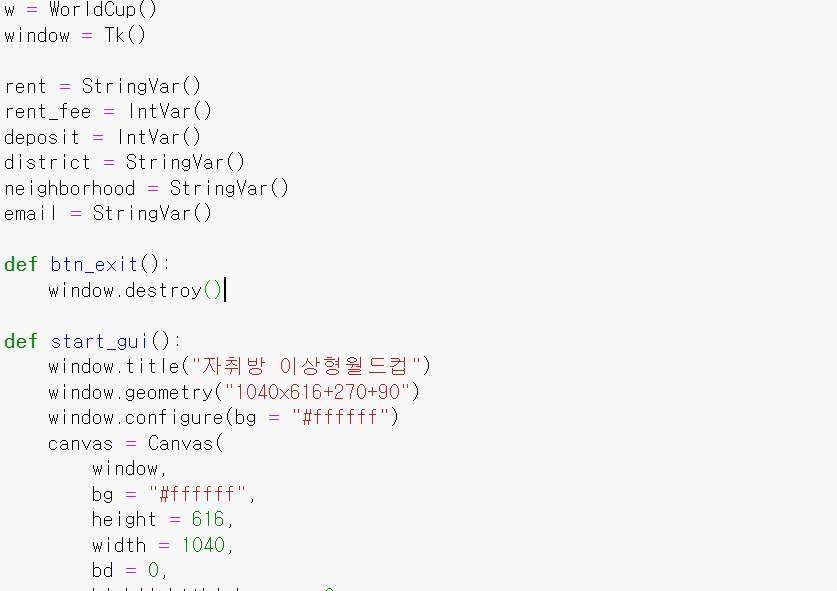 w = WorldCup()
window = Tk()
rent = StringVar()
rent_fee = IntVar()
deposit = IntVar()
district = StringVar()
neighborhood = StringVar()
email = StringVar()
def btn_exit():
    window.destroy()
def start_gui():
    window.title("자취방 이상형월드컵")
    window.geometry("1040x616+270+90")
    window.configure(bg = "#ffffff")
    canvas = Canvas(
        window,
        bg = "#ffffff",
        height = 616,
        width = 1040,
        bd = 0,